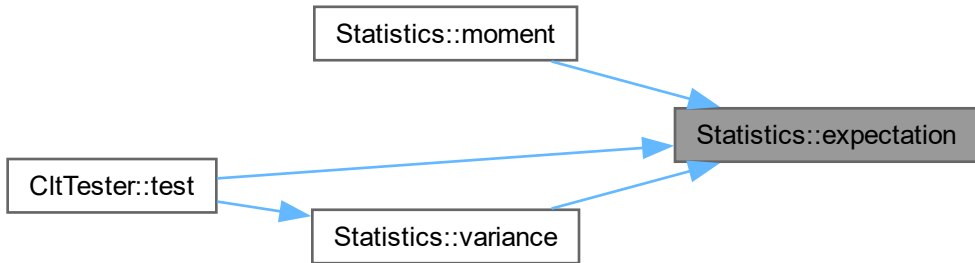 Statistics::moment
Statistics::expectation
CltTester::test
Statistics::variance